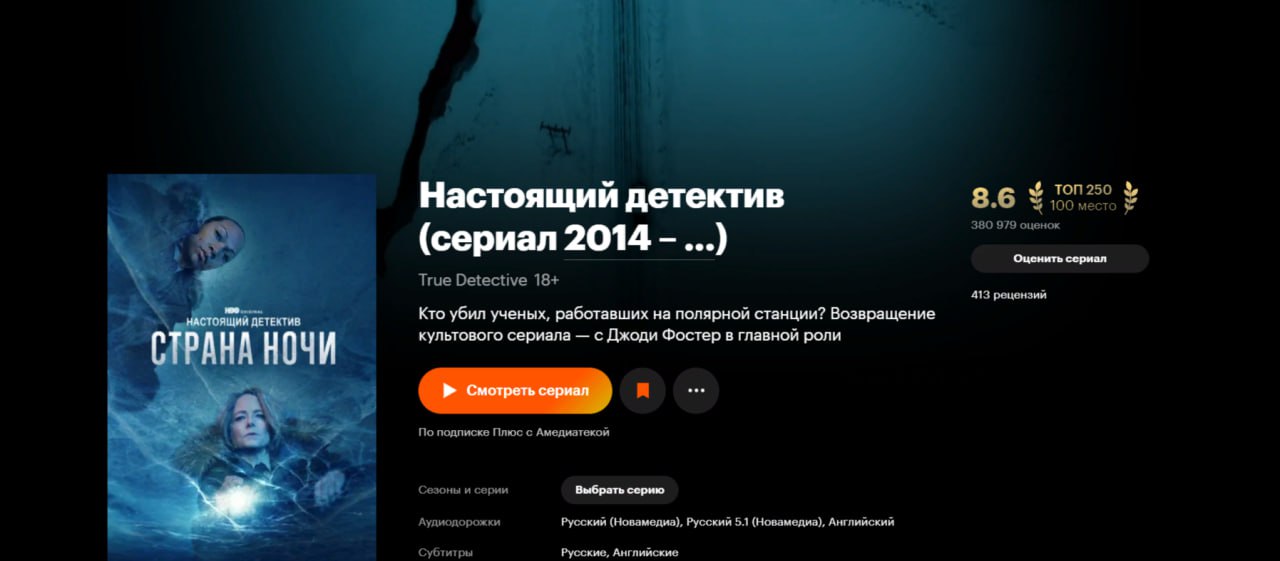 Настоящий детектив
(сериал 2014 – ...)
True Detective 18+
Кто убил ученых, работавших на полярной станции? Возвращение
культового сериала — с Джоди Фостер в главной роли
Смотреть сериал
По подписке Плюс с Амедиатекой
Сезоны и серии Выбрать серию
Аудиодорожки Русский (Новамедиа), Русский 5.1 (Новамедиа), Английский
Субтитры Русские, Английские
8.6 ТОП 250
100 место
380 979 оценок
Оценить сериал
413 рецензий
HBO ORIGINAL
НАСТОЯЩИЙ ДЕТЕКТИВ
СТРАНА НОЧИ